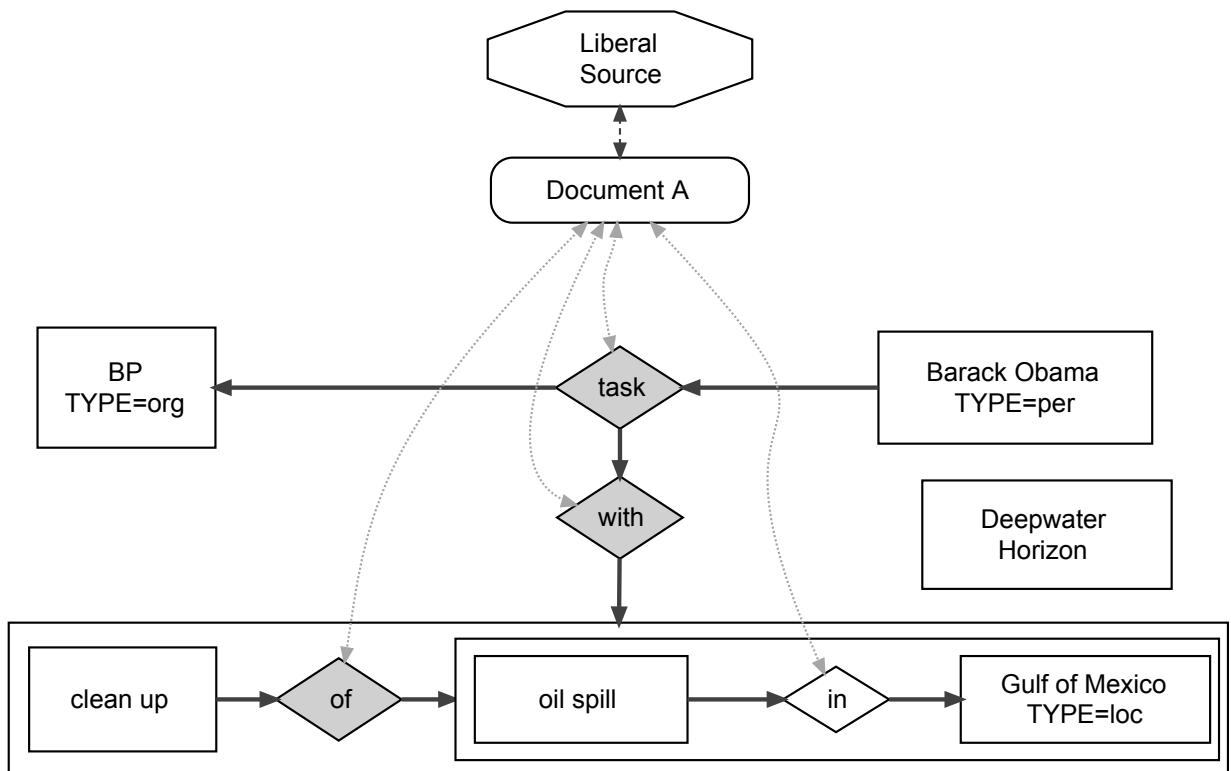 Liberal
Source
Document A
BP
TYPE=org
task
Barack Obama
TYPE=per
with
Deepwater
Horizon
clean up
of
oil spill
in
Gulf of Mexico
TYPE=loc